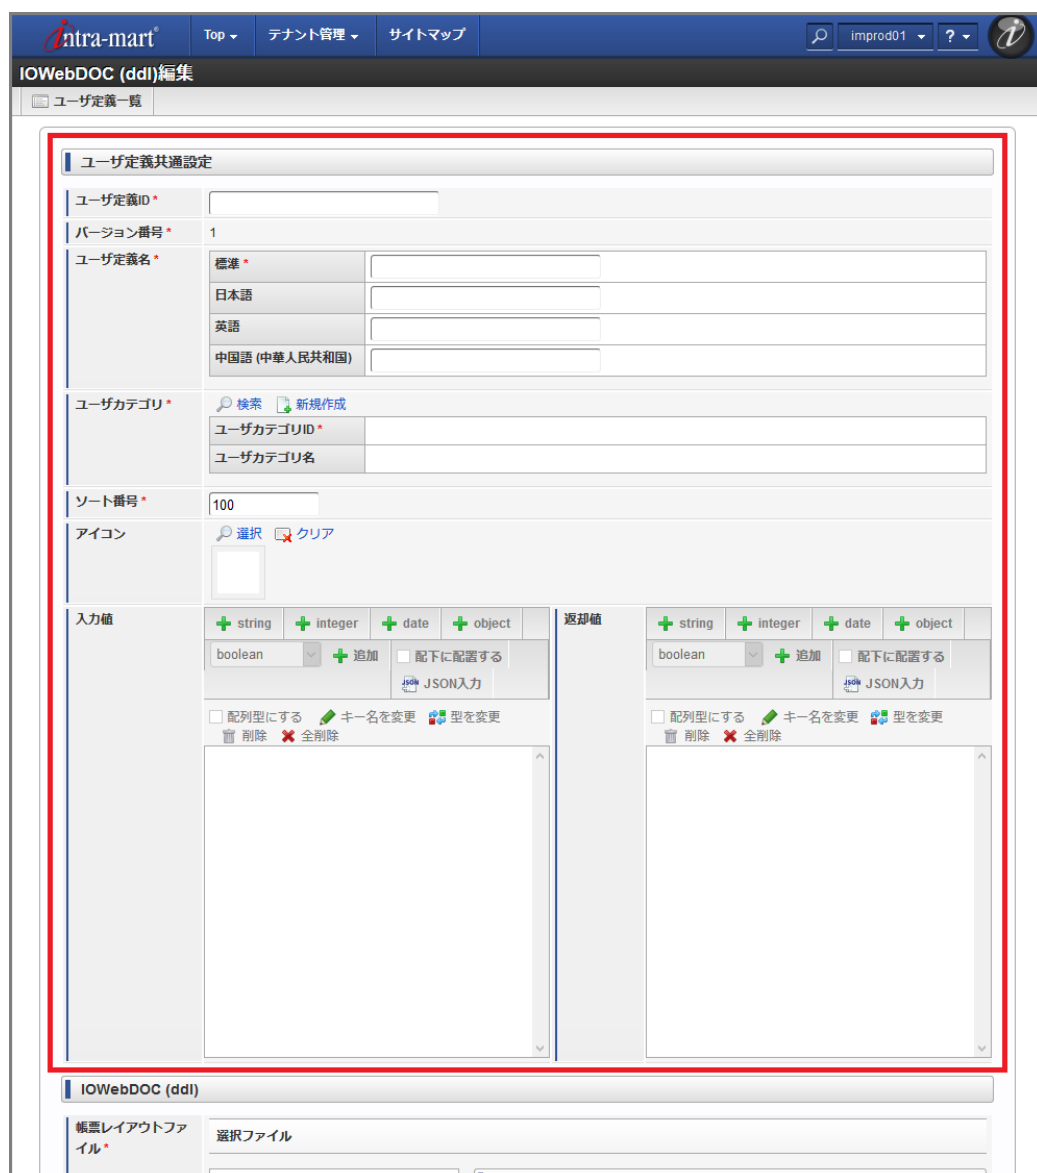 intra-mart® Top テナント管理 サイトマップ improd01 ?
IOWebDOC (ddl)編集
ユーザ定義一覧
ユーザ定義共通設定
ユーザ定義ID *
バージョン番号 * 1
ユーザ定義名 * 標準 *
日本語
英語
中国語 (中華人民共和国)
ユーザカテゴリ * 検索 新規作成
ユーザカテゴリID *
ユーザカテゴリ名
ソート番号 * 100
アイコン 選択 クリア
入力値 string integer date object
boolean 追加 配下に配置する
JSON JSON入力
配列型にする キー名を変更 型を変更
削除 全削除
返却値 string integer date object
boolean 追加 配下に配置する
JSON JSON入力
配列型にする キー名を変更 型を変更
削除 全削除
IOWebDOC (ddl)
帳票レイアウトファ
イル *
選択ファイル